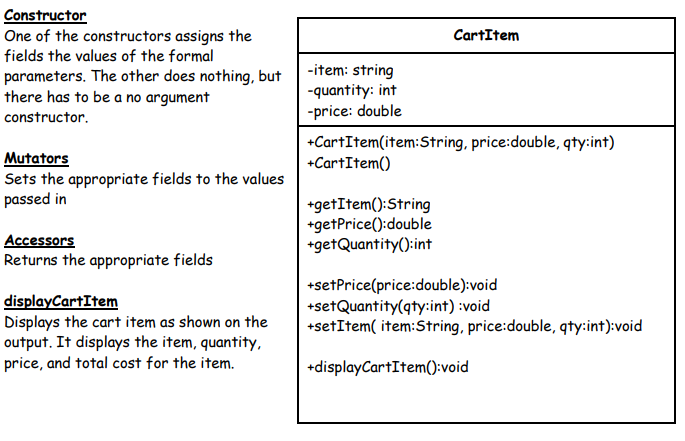 Constructor
One of the constructors assigns the
fields the values of the formal
parameters. The other does nothing, but
there has to be a no argument
constructor.
Mutators
Sets the appropriate fields to the values
passed in
Accessors
Returns the appropriate fields
displayCartItem
Displays the cart item as shown on the
output. It displays the item, quantity,
price, and total cost for the item.
CartItem
-item: string
-quantity: int
-price: double
+CartItem(item:String, price:double, qty:int)
+CartItem()
+getItem():String
+getPrice():double
+getQuantity():int
+setPrice(price:double):void
+setQuantity(qty:int) :void
+setItem( item:String, price:double, qty:int):void
+displayCartItem():void